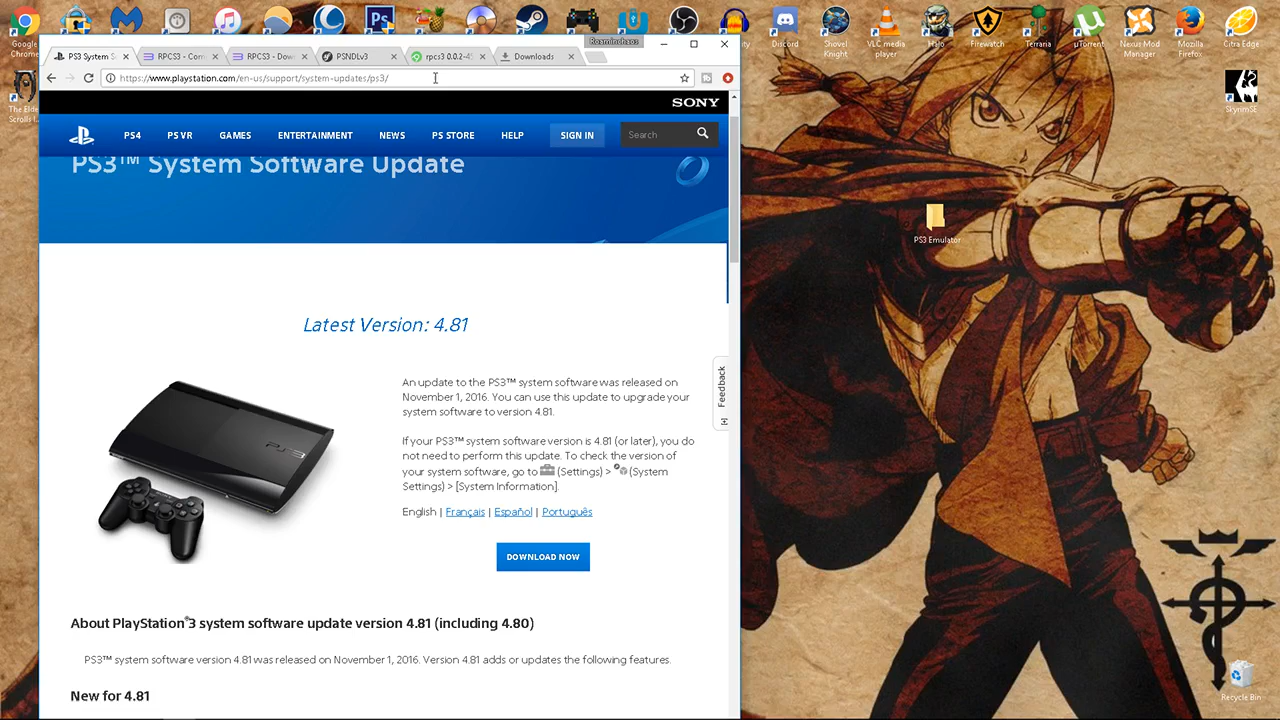 Google
Chrome
Discord
Shovel
Knight
VLC media
player
Halo
Firewatch
Terraria
µTorrent
Nexus Mod
Manager
Mozilla
Firefox
Citra Edge
The Elder
Scrolls I...
SkyrimSE
PS3 Emulator
Recycle Bin
Roaminchaos
PS3 System S
RPCS3 - Con
RPCS3 - Dow
PSNDLv3
rpcs3 0.0.2-4
Downloads
https://www.playstation.com/en-us/support/system-updates/ps3/
SONY
PS4
PS VR
GAMES
ENTERTAINMENT
NEWS
PS STORE
HELP
SIGN IN
Search
PS3™ System Software Update
Latest Version: 4.81
PS3
An update to the PS3™ system software was released on
November 1, 2016. You can use this update to upgrade your
system software to version 4.81.
If your PS3™ system software version is 4.81 (or later), you do
not need to perform this update. To check the version of
your system software, go to (Settings) > (System
Settings) > [System Information].
English | Français | Español | Português
DOWNLOAD NOW
Feedback
[+]
About PlayStation®3 system software update version 4.81 (including 4.80)
PS3™ system software version 4.81 was released on November 1, 2016. Version 4.81 adds or updates the following features.
New for 4.81